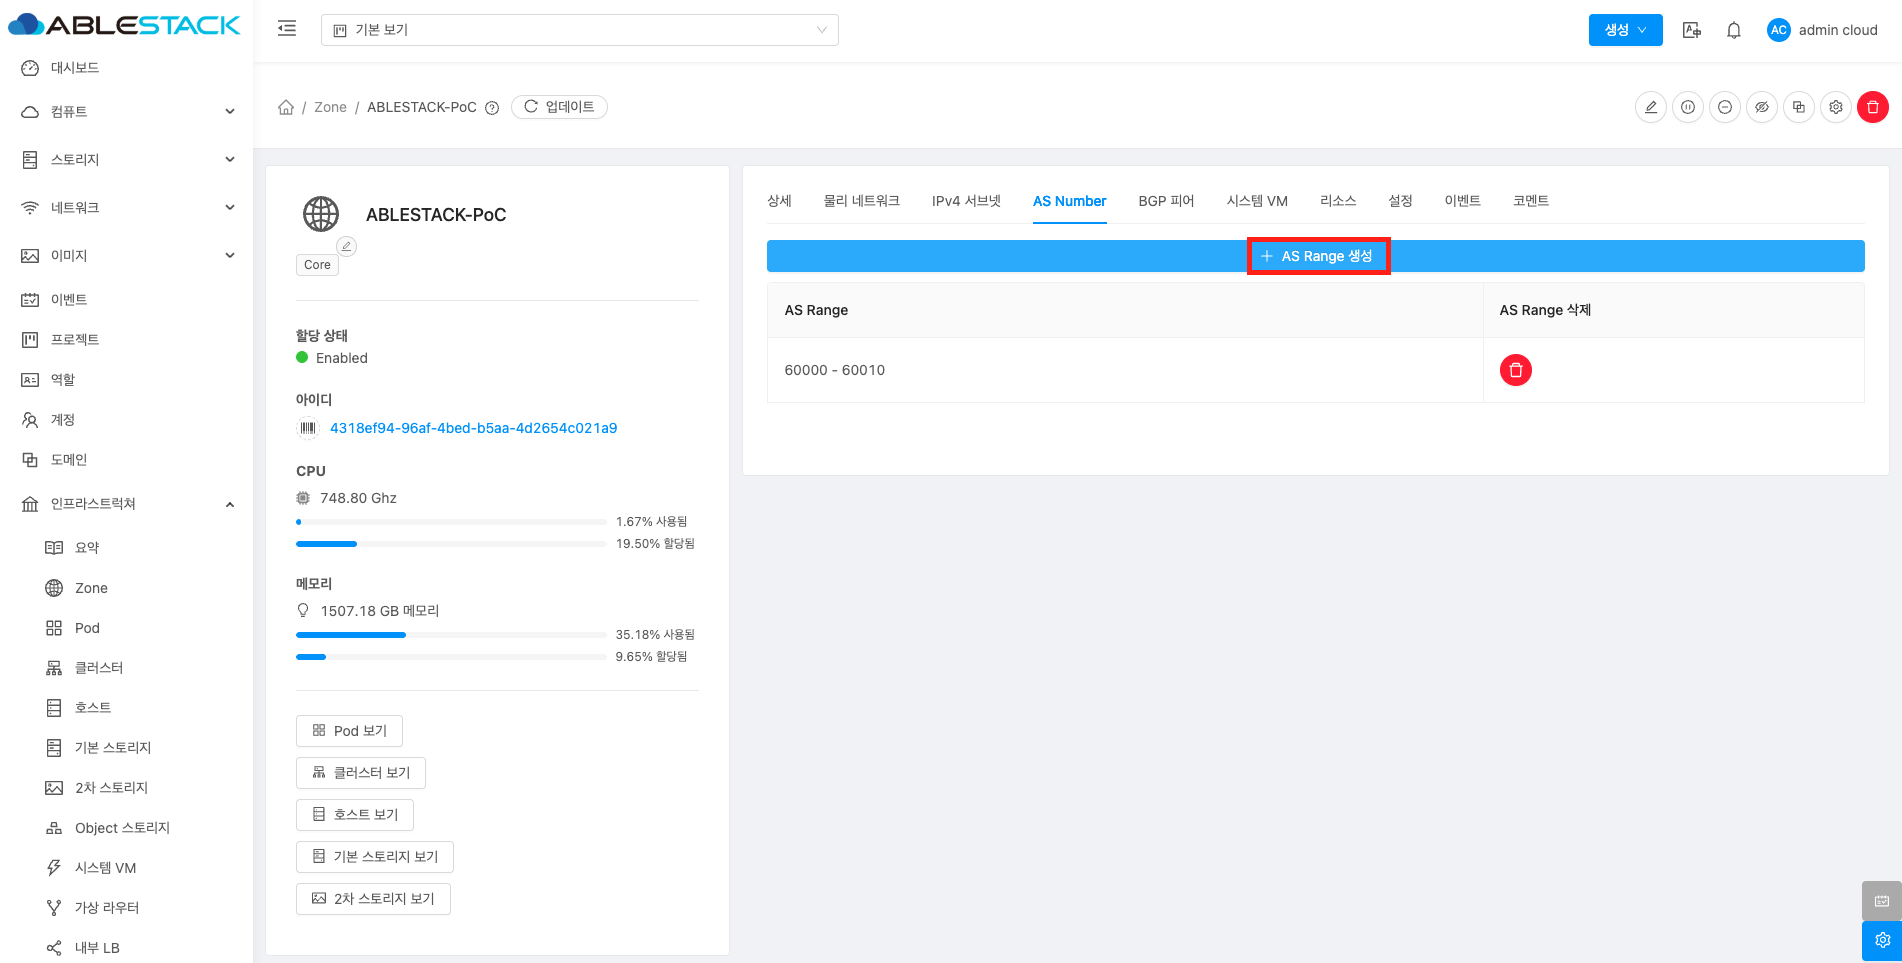 ABLESTACK
기본 보기
생성
AC
admin cloud
대시보드
컴퓨트
스토리지
네트워크
이미지
이벤트
프로젝트
역할
계정
도메인
인프라스트럭쳐
요약
Zone
Pod
클러스터
호스트
기본 스토리지
2차 스토리지
Object 스토리지
시스템 VM
가상 라우터
내부 LB
/ Zone / ABLESTACK-PoC
업데이트
ABLESTACK-PoC
Core
할당 상태
Enabled
아이디
4318ef94-96af-4bed-b5aa-4d2654c021a9
CPU
748.80 Ghz
1.67% 사용됨
19.50% 할당됨
메모리
1507.18 GB 메모리
35.18% 사용됨
9.65% 할당됨
Pod 보기
클러스터 보기
호스트 보기
기본 스토리지 보기
2차 스토리지 보기
상세 물리 네트워크 IPv4 서브넷 AS Number BGP 피어 시스템 VM 리소스 설정 이벤트 코멘트
AS Range 생성
AS Range AS Range 삭제
60000 - 60010